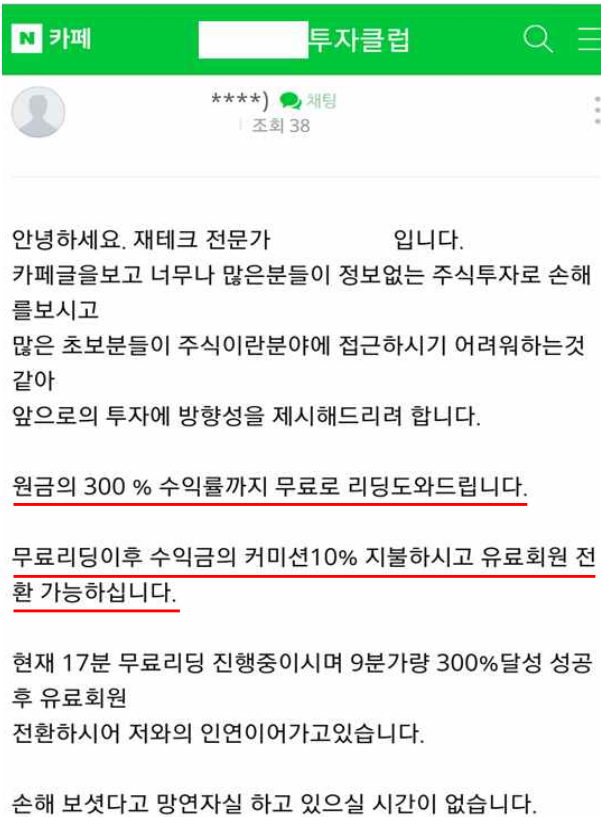 N 카페
투자클럽
****) 채팅
조회 38
안녕하세요. 재테크 전문가 입니다.
카페글을보고 너무나 많은분들이 정보없는 주식투자로 손해
를보시고
많은 초보분들이 주식이란분야에 접근하시기 어려워하는것
같아
앞으로의 투자에 방향성을 제시해드리려 합니다.
원금의 300 % 수익률까지 무료로 리딩도와드립니다.
무료리딩이후 수익금의 커미션10% 지불하시고 유료회원 전
환 가능하십니다.
현재 17분 무료리딩 진행중이시며 9분가량 300%달성 성공
후 유료회원
전환하시어 저와의 인연이어가고있습니다.
손해 보셧다고 망연자실 하고 있으실 시간이 없습니다.